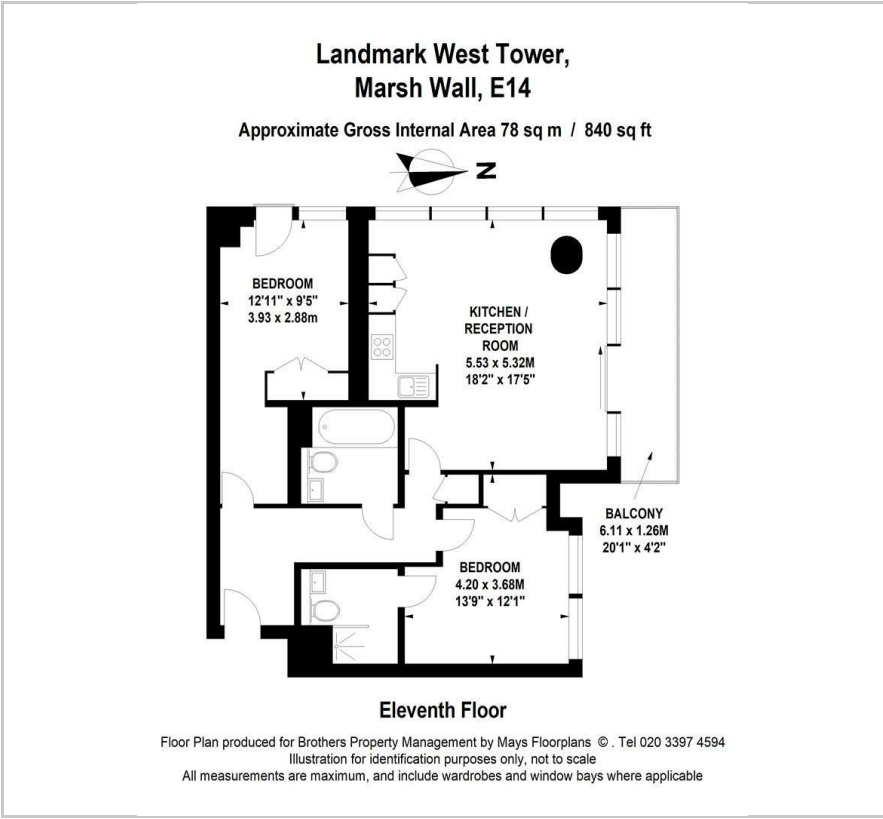 Landmark West Tower,
Marsh Wall, E14
Approximate Gross Internal Area 78 sq m / 840 sq ft
N
BEDROOM
12'11" x 9'5"
3.93 x 2.88m
KITCHEN /
RECEPTION
ROOM
5.53 x 5.32M
18'2" x 17'5"
BALCONY
6.11 x 1.26M
20'1" x 4'2"
BEDROOM
4.20 x 3.68M
13'9" x 12'1"
Eleventh Floor
Floor Plan produced for Brothers Property Management by Mays Floorplans © . Tel 020 3397 4594
Illustration for identification purposes only, not to scale
All measurements are maximum, and include wardrobes and window bays where applicable